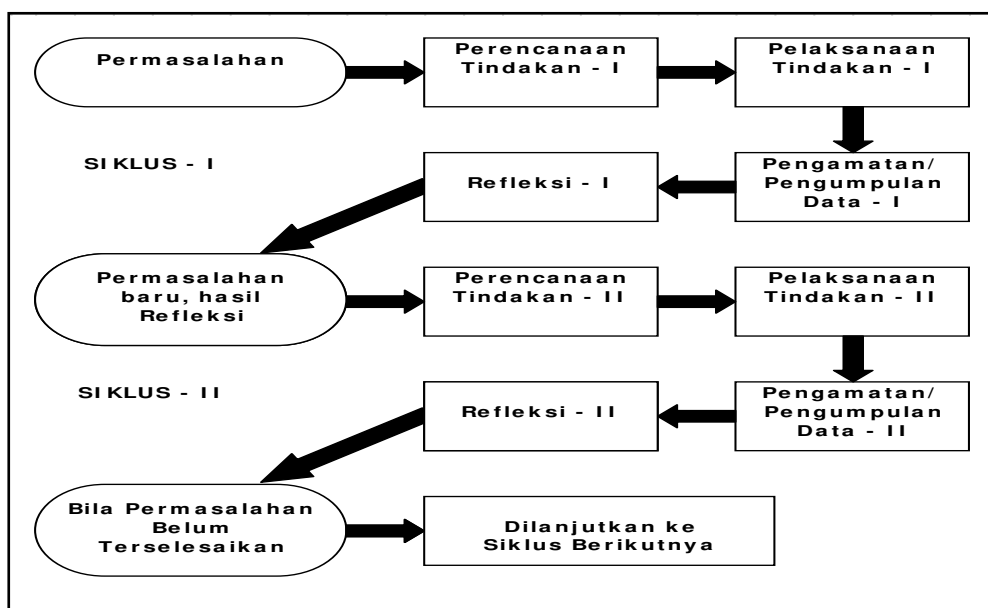 Permasalahan
Perencanaan
Tindakan - I
Pelaksanaan
Tindakan - I
SIKLUS - I
Refleksi - I
Pengamatan/
Pengumpulan
Data - I
Permasalahan
baru, hasil
Refleksi
Perencanaan
Tindakan - II
Pelaksanaan
Tindakan - II
SIKLUS - II
Refleksi - II
Pengamatan/
Pengumpulan
Data - II
Bila Permasalahan
Belum
Terselesaikan
Dilanjutkan ke
Siklus Berikutnya